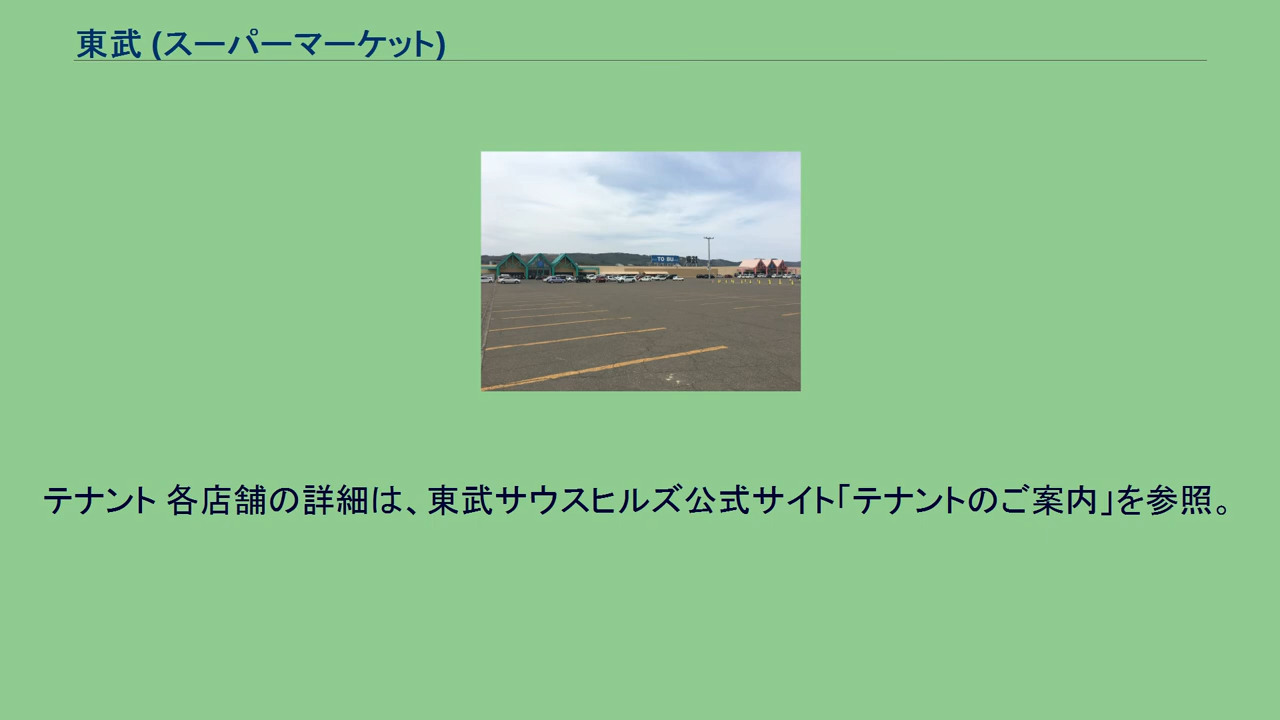 東武 (スーパーマーケット)
TO BU
テナント 各店舗の詳細は、東武サウスヒルズ公式サイト「テナントのご案内」を参照。